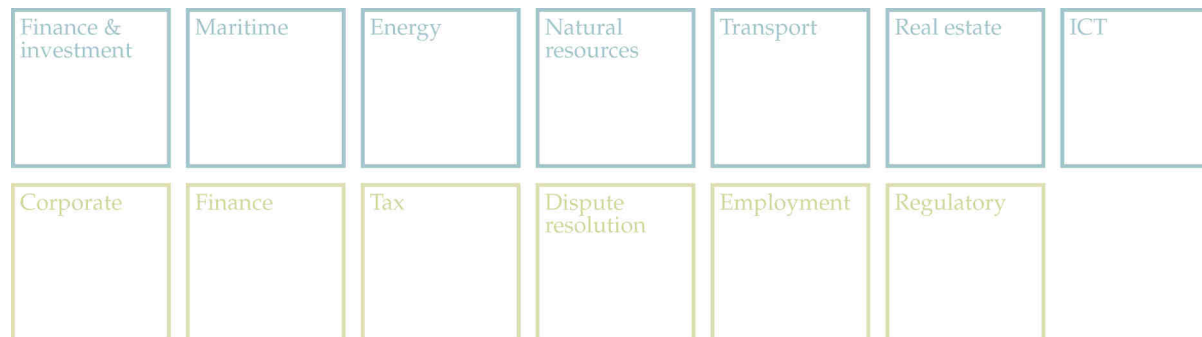 Finance &
investment
Maritime
Energy
Natural
resources
Transport
Real estate
ICT
Corporate
Finance
Tax
Dispute
resolution
Employment
Regulatory